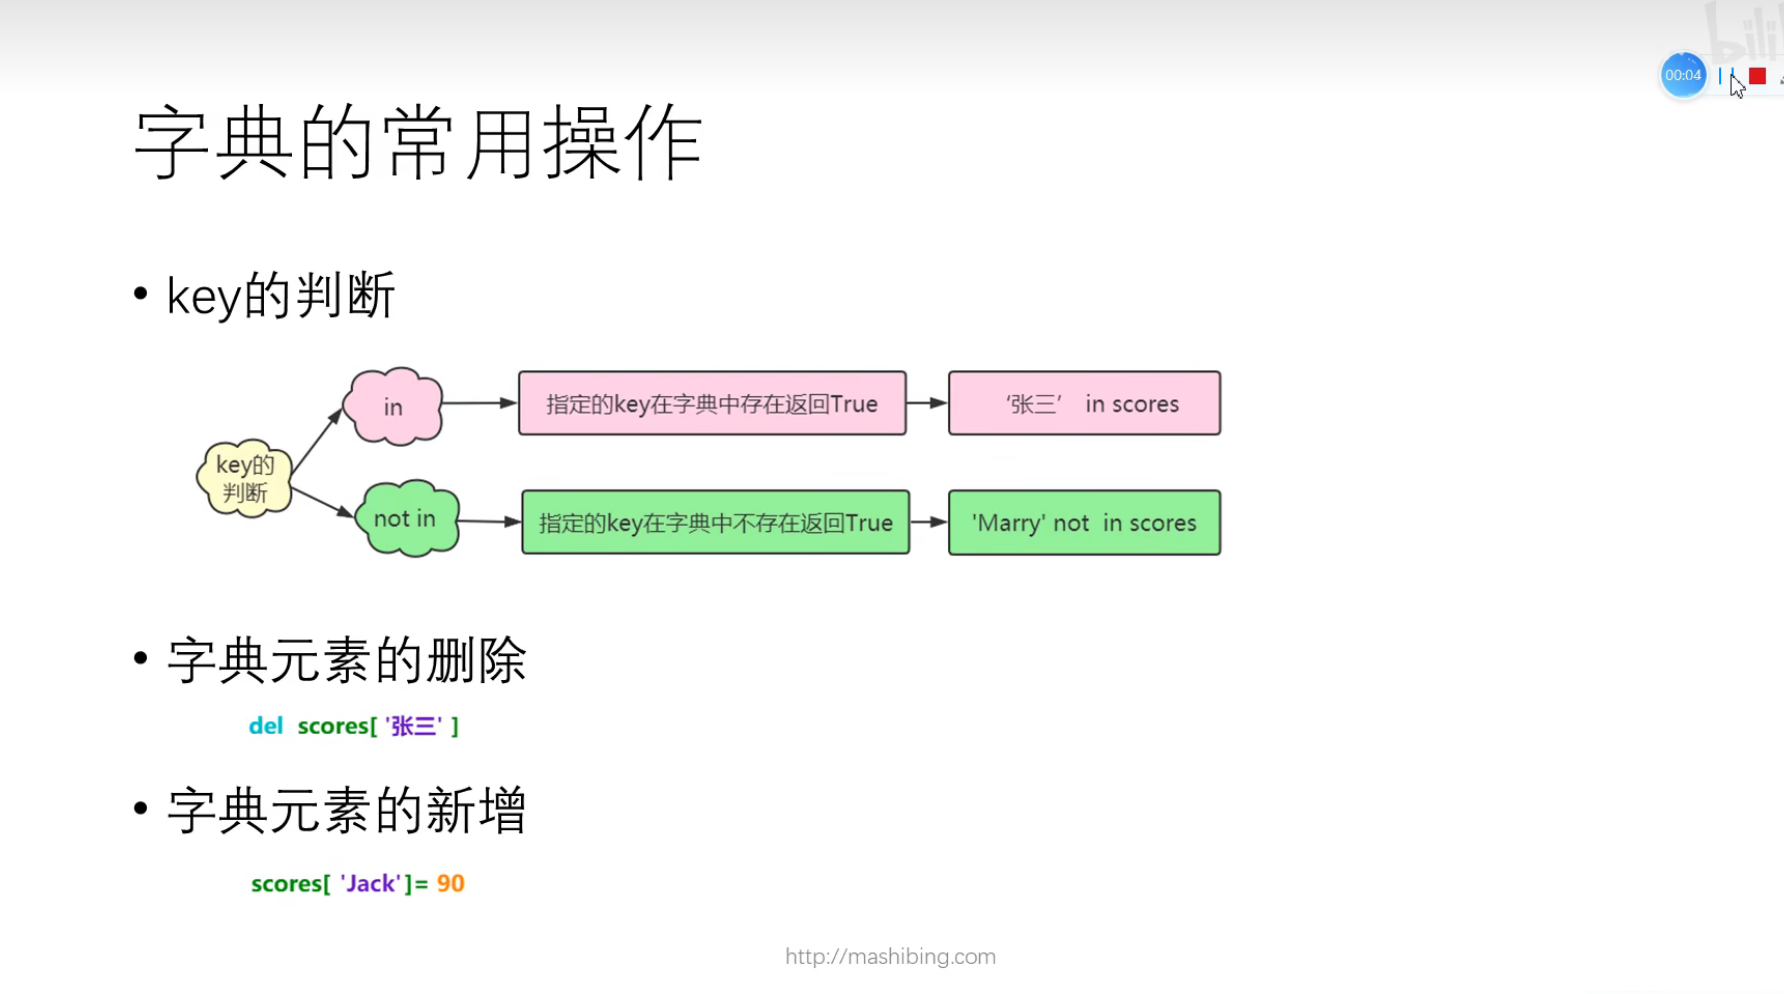 bili
00:04
字典的常用操作
• key的判断
in
指定的key在字典中存在返回True
‘张三’ in scores
key的
判断
not in
指定的key在字典中不存在返回True
'Marry' not in scores
• 字典元素的删除
del scores[ '张三' ]
• 字典元素的新增
scores[ 'Jack']= 90
http://mashibing.com